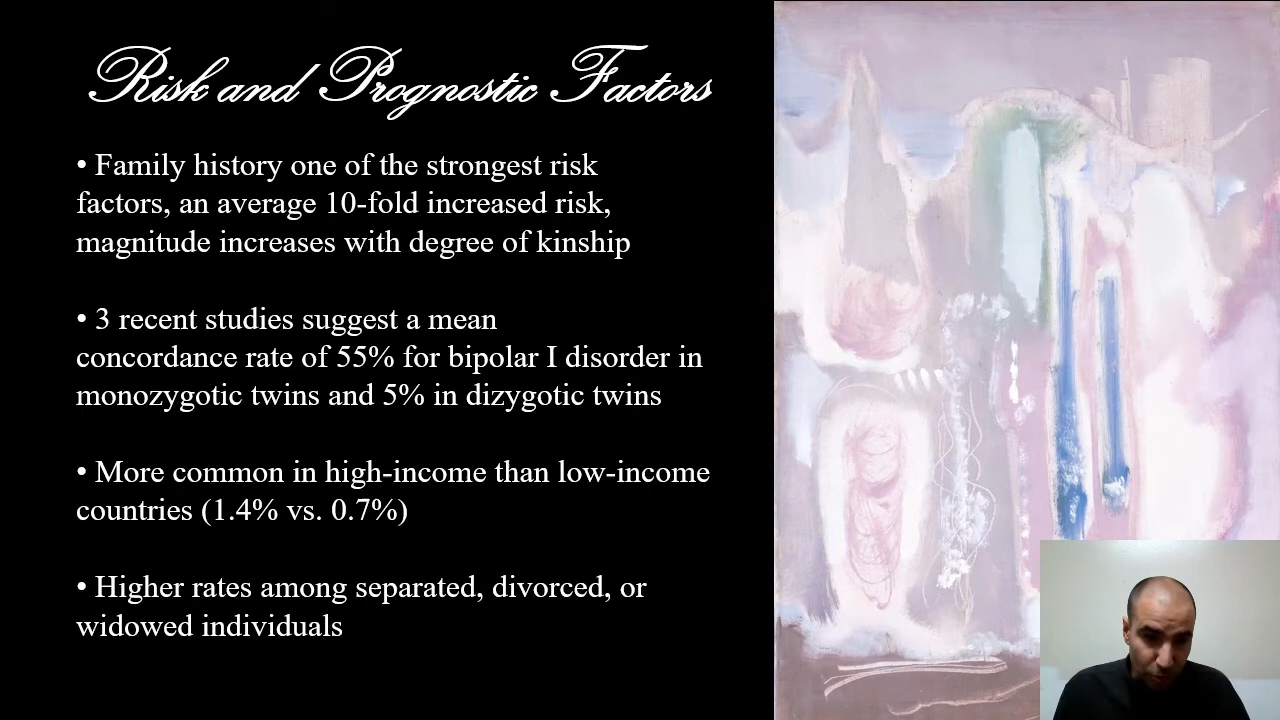 Risk and Prognostic Factors
• Family history one of the strongest risk
factors, an average 10-fold increased risk,
magnitude increases with degree of kinship
• 3 recent studies suggest a mean
concordance rate of 55% for bipolar I disorder in
monozygotic twins and 5% in dizygotic twins
• More common in high-income than low-income
countries (1.4% vs. 0.7%)
• Higher rates among separated, divorced, or
widowed individuals